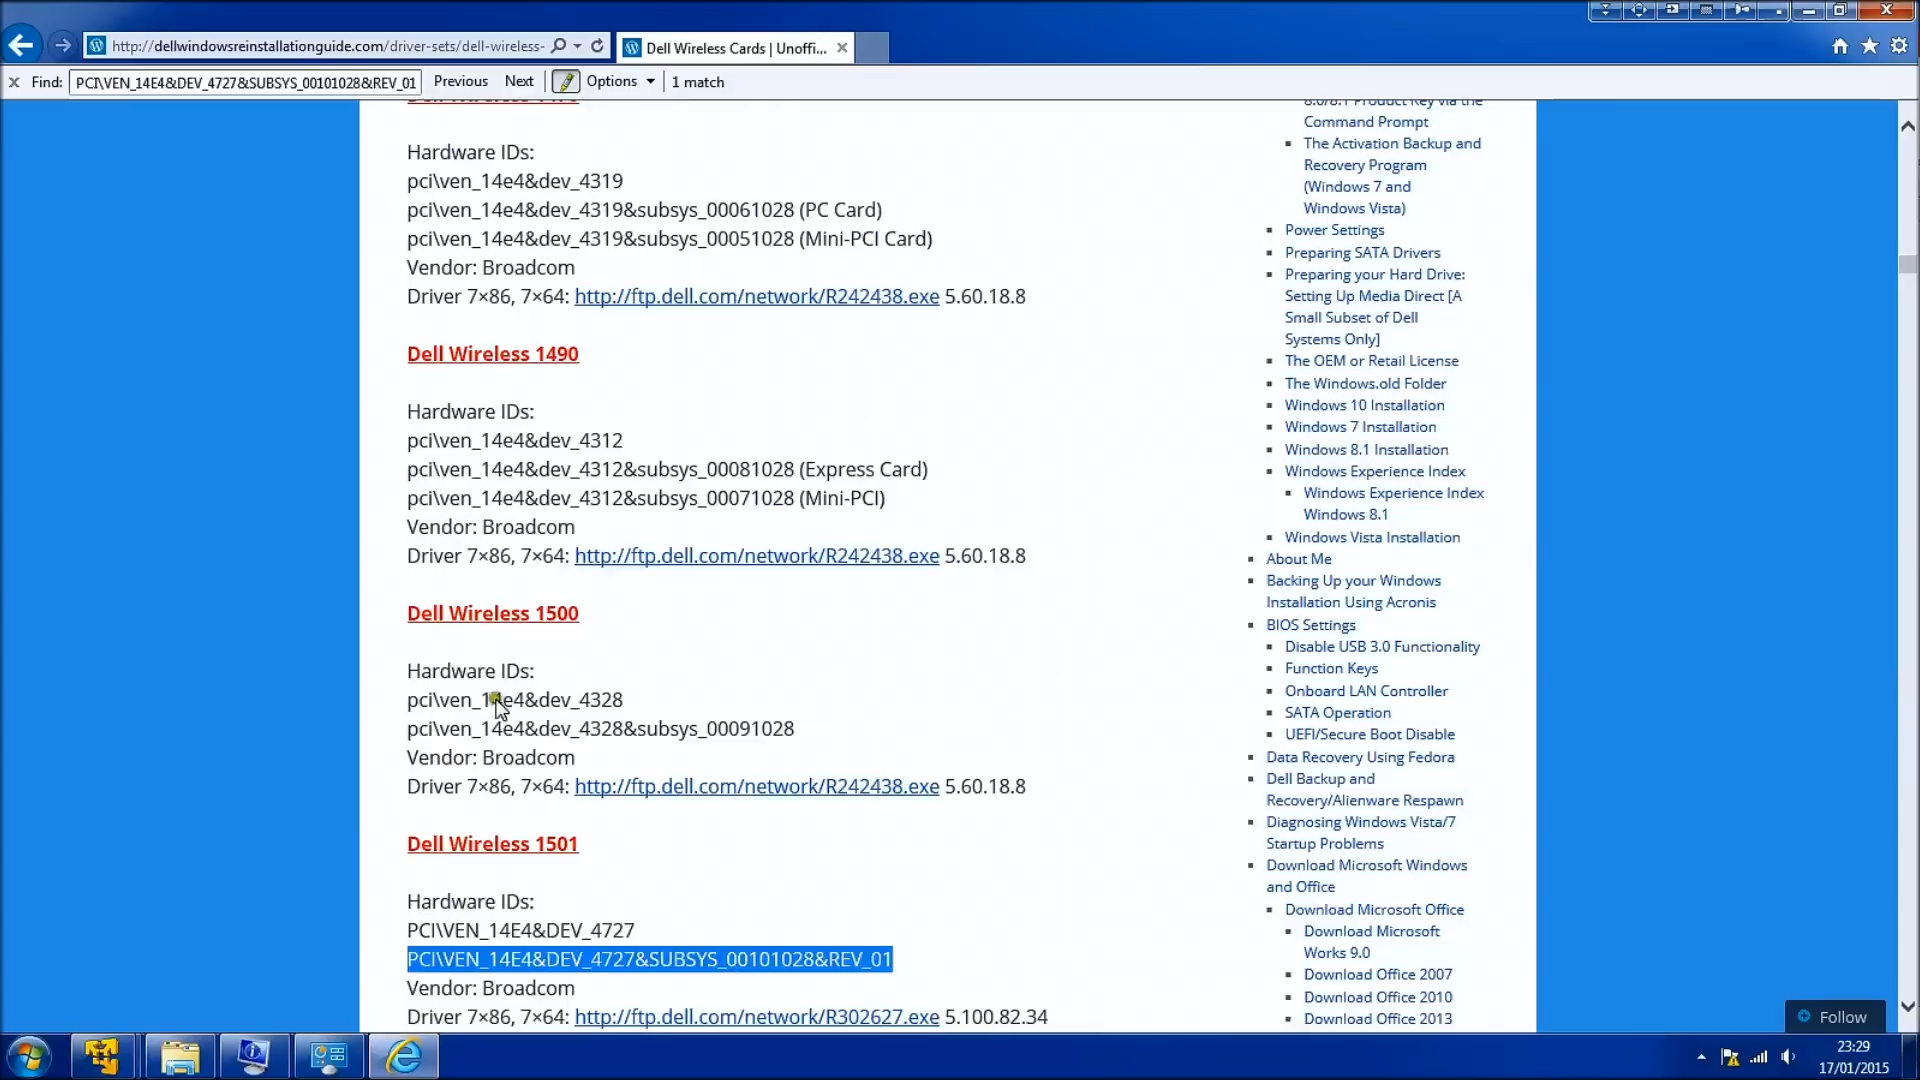 http://dellwindowsreinstallationguide.com/driver-sets/dell-wireless-
Dell Wireless Cards | Unoffi...
Find: PCI\VEN_14E4&DEV_4727&SUBSYS_00101028&REV_01 Previous Next Options 1 match
Hardware IDs:
pci\ven_14e4&dev_4319
pci\ven_14e4&dev_4319&subsys_00061028 (PC Card)
pci\ven_14e4&dev_4319&subsys_00051028 (Mini-PCI Card)
Vendor: Broadcom
Driver 7×86, 7×64: http://ftp.dell.com/network/R242438.exe 5.60.18.8
Dell Wireless 1490
Hardware IDs:
pci\ven_14e4&dev_4312
pci\ven_14e4&dev_4312&subsys_00081028 (Express Card)
pci\ven_14e4&dev_4312&subsys_00071028 (Mini-PCI)
Vendor: Broadcom
Driver 7×86, 7×64: http://ftp.dell.com/network/R242438.exe 5.60.18.8
Dell Wireless 1500
Hardware IDs:
pci\ven_14e4&dev_4328
pci\ven_14e4&dev_4328&subsys_00091028
Vendor: Broadcom
Driver 7×86, 7×64: http://ftp.dell.com/network/R242438.exe 5.60.18.8
Dell Wireless 1501
Hardware IDs:
PCI\VEN_14E4&DEV_4727
PCI\VEN_14E4&DEV_4727&SUBSYS_00101028&REV_01
Vendor: Broadcom
Driver 7×86, 7×64: http://ftp.dell.com/network/R302627.exe 5.100.82.34
8.0/8.1 Product Key via the
Command Prompt
The Activation Backup and
Recovery Program
(Windows 7 and
Windows Vista)
Power Settings
Preparing SATA Drivers
Preparing your Hard Drive:
Setting Up Media Direct [A
Small Subset of Dell
Systems Only]
The OEM or Retail License
The Windows.old Folder
Windows 10 Installation
Windows 7 Installation
Windows 8.1 Installation
Windows Experience Index
Windows Experience Index
Windows 8.1
Windows Vista Installation
About Me
Backing Up your Windows
Installation Using Acronis
BIOS Settings
Disable USB 3.0 Functionality
Function Keys
Onboard LAN Controller
SATA Operation
UEFI/Secure Boot Disable
Data Recovery Using Fedora
Dell Backup and
Recovery/Alienware Respawn
Diagnosing Windows Vista/7
Startup Problems
Download Microsoft Windows
and Office
Download Microsoft Office
Download Microsoft
Works 9.0
Download Office 2007
Download Office 2010
Download Office 2013
Follow
23:29
17/01/2015